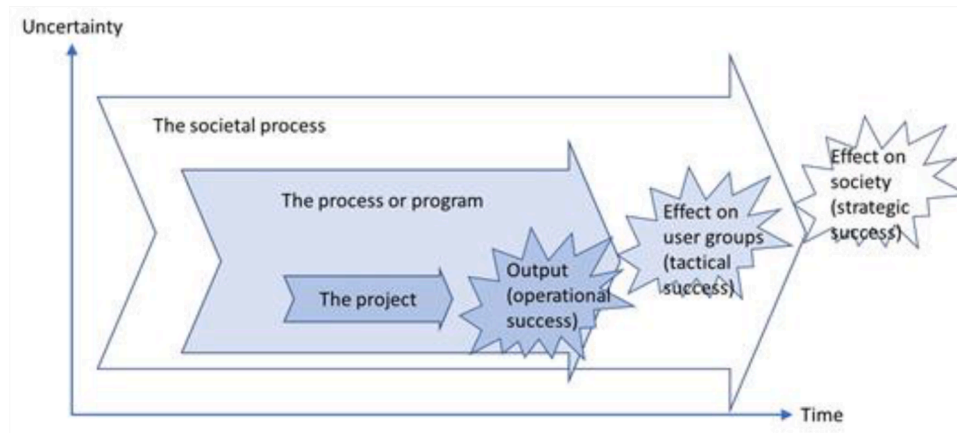 Uncertainty
The societal process
The process or program
The project
Output
(operational
success)
Effect on
user groups
(tactical
success)
Effect on
society
(strategic
success)
Time